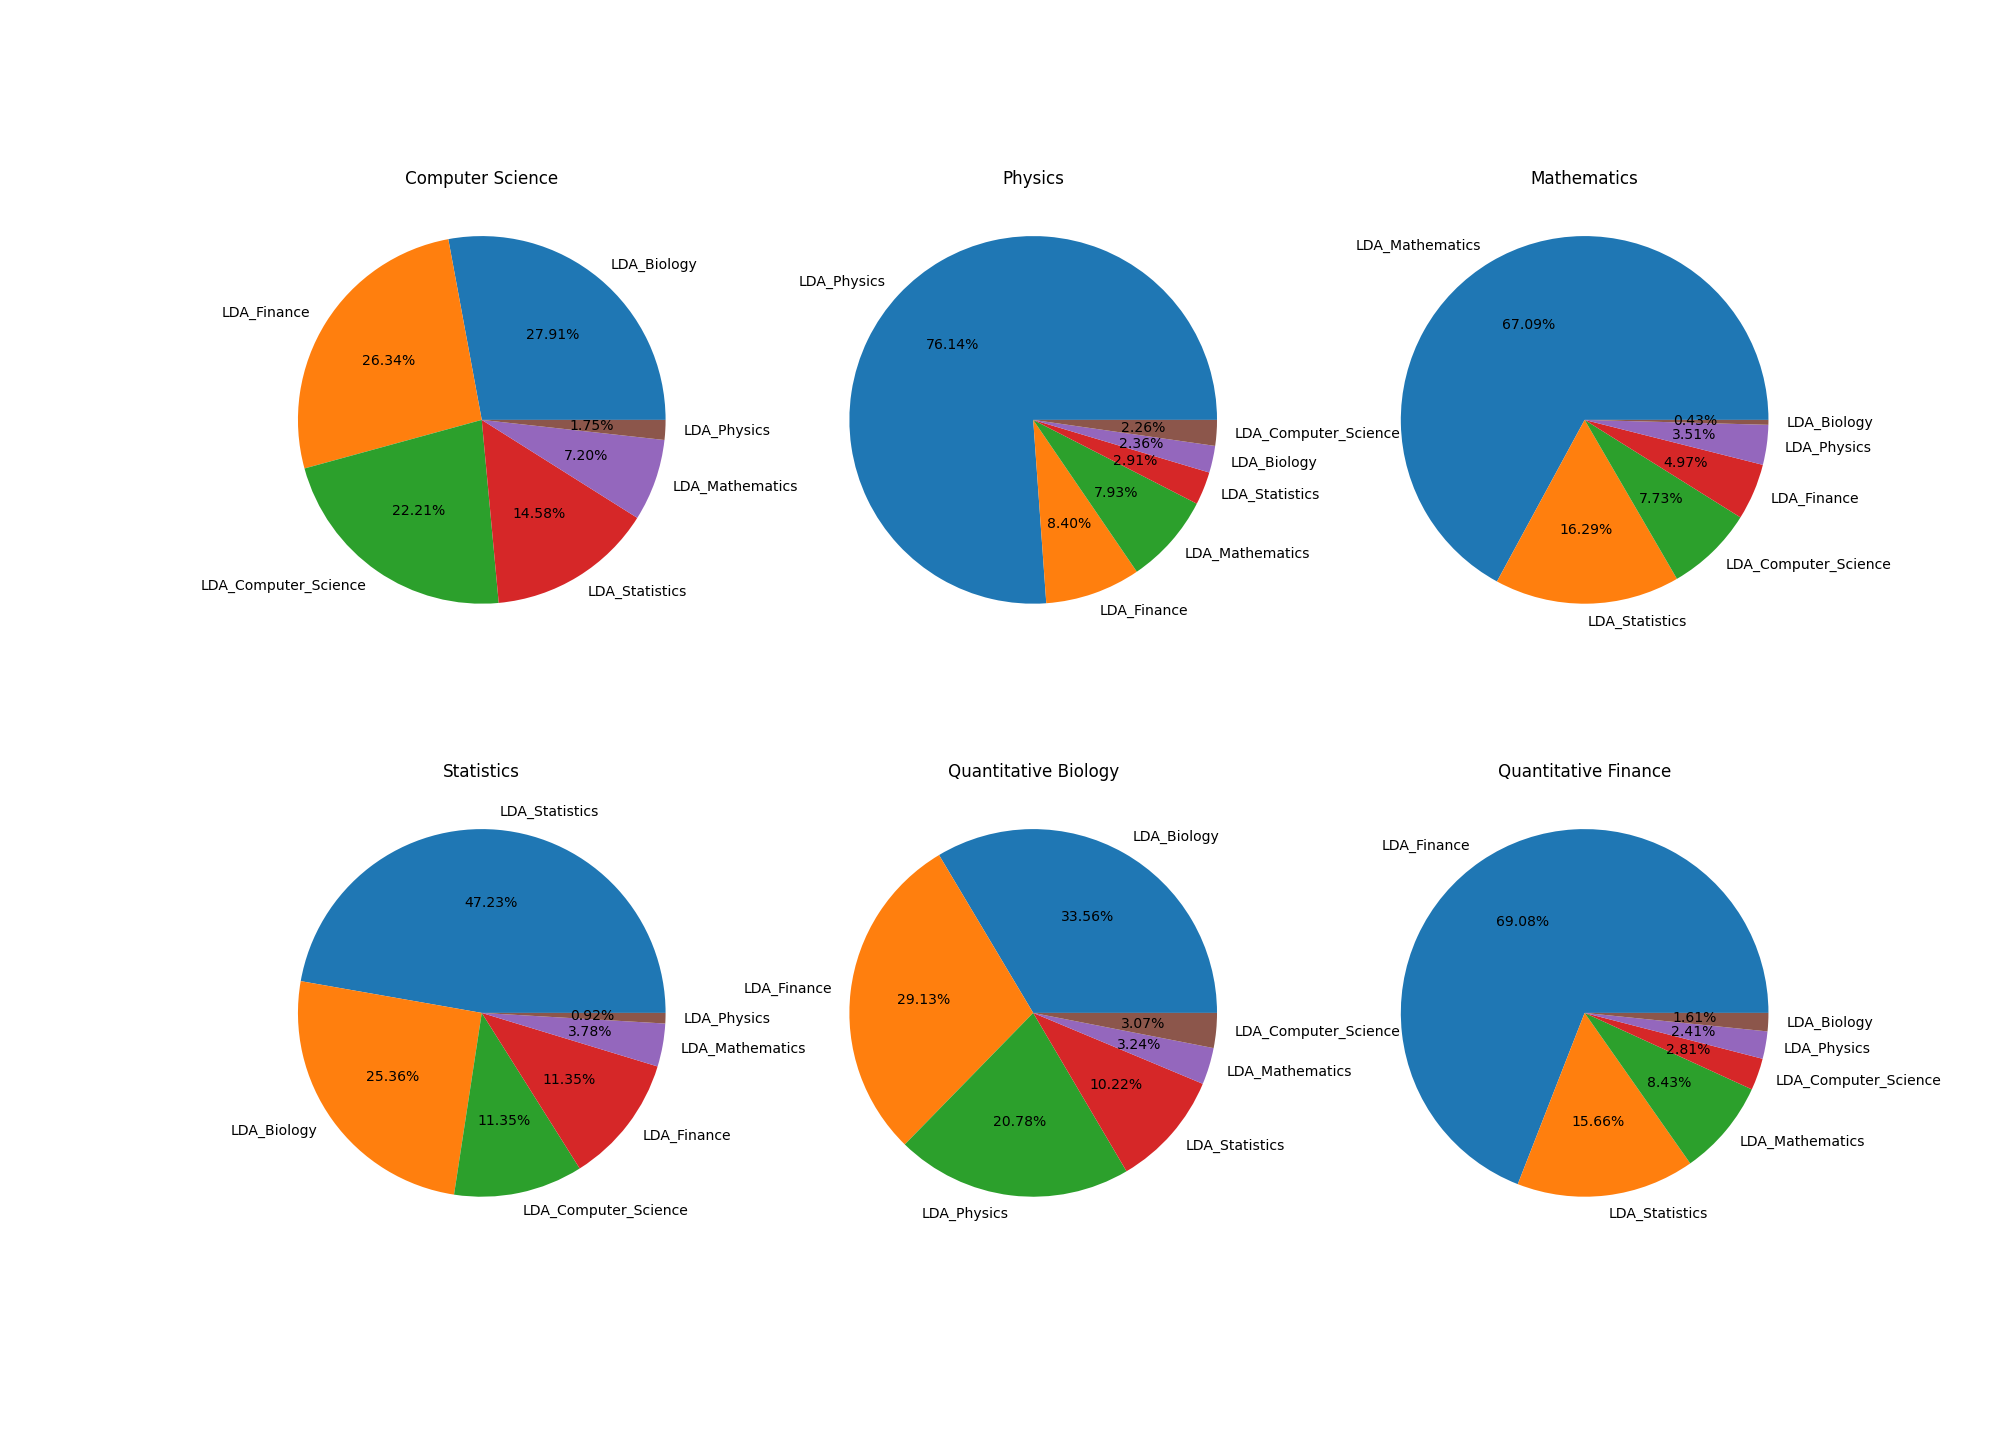 Computer Science
LDA_Biology
27.91%
LDA_Finance
26.34%
LDA_Computer_Science
22.21%
LDA_Statistics
14.58%
LDA_Mathematics
7.20%
LDA_Physics
1.75%
Physics
LDA_Physics
76.14%
LDA_Finance
8.40%
LDA_Mathematics
7.93%
LDA_Statistics
2.91%
LDA_Biology
2.36%
LDA_Computer_Science
2.26%
Mathematics
LDA_Mathematics
67.09%
LDA_Statistics
16.29%
LDA_Computer_Science
7.73%
LDA_Finance
4.97%
LDA_Physics
3.51%
LDA_Biology
0.43%
Statistics
LDA_Statistics
47.23%
LDA_Biology
25.36%
LDA_Computer_Science
11.35%
LDA_Finance
11.35%
LDA_Mathematics
3.78%
LDA_Physics
0.92%
Quantitative Biology
LDA_Biology
33.56%
LDA_Finance
29.13%
LDA_Physics
20.78%
LDA_Statistics
10.22%
LDA_Mathematics
3.24%
LDA_Computer_Science
3.07%
Quantitative Finance
LDA_Finance
69.08%
LDA_Statistics
15.66%
LDA_Mathematics
8.43%
LDA_Computer_Science
2.81%
LDA_Physics
2.41%
LDA_Biology
1.61%